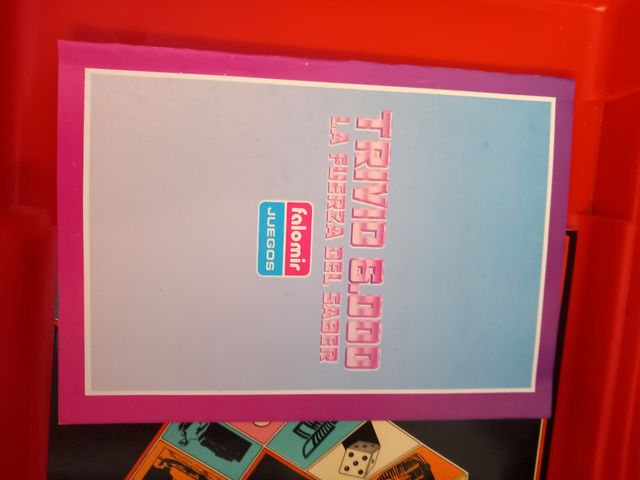 TRIVIO 6.000
LA FUERZA DEL SABER
falomir
JUEGOS